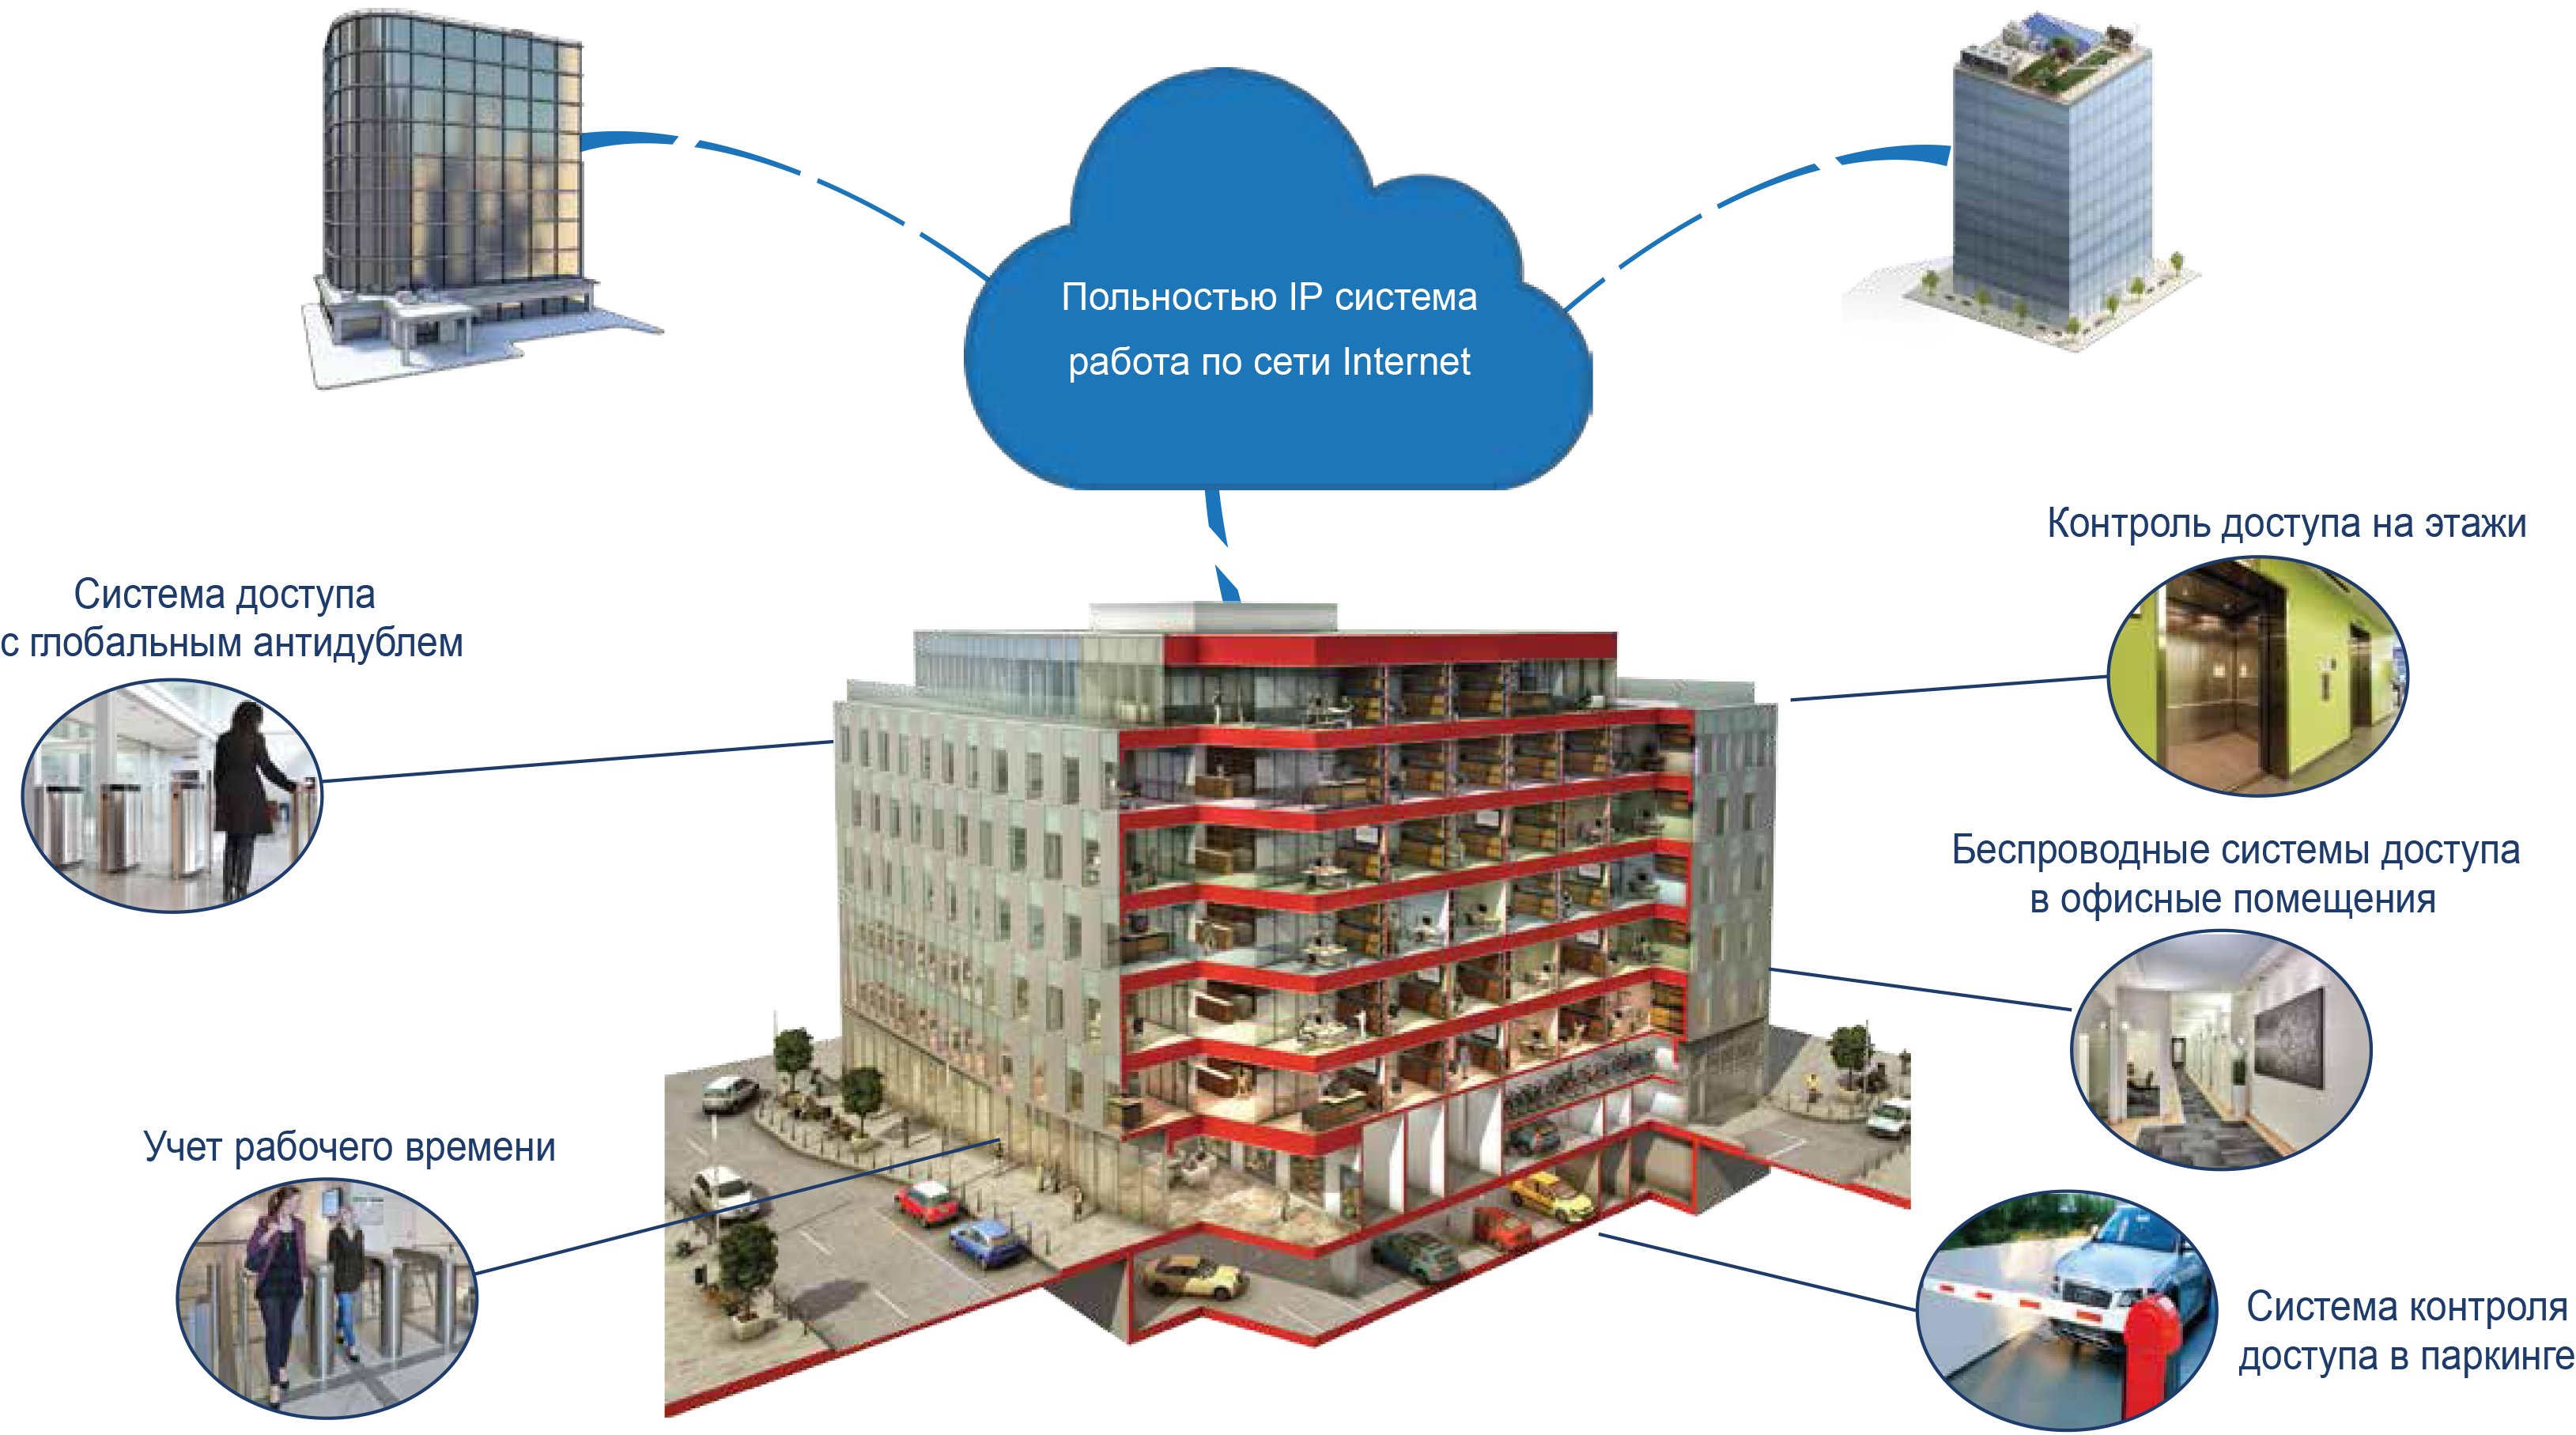 Польностью IP система
работа по сети Internet
Контроль доступа на этажи
Система доступа
с глобальным антидублем
Беспроводные системы доступа
в офисные помещения
Учет рабочего времени
Система контроля
доступа в паркинге